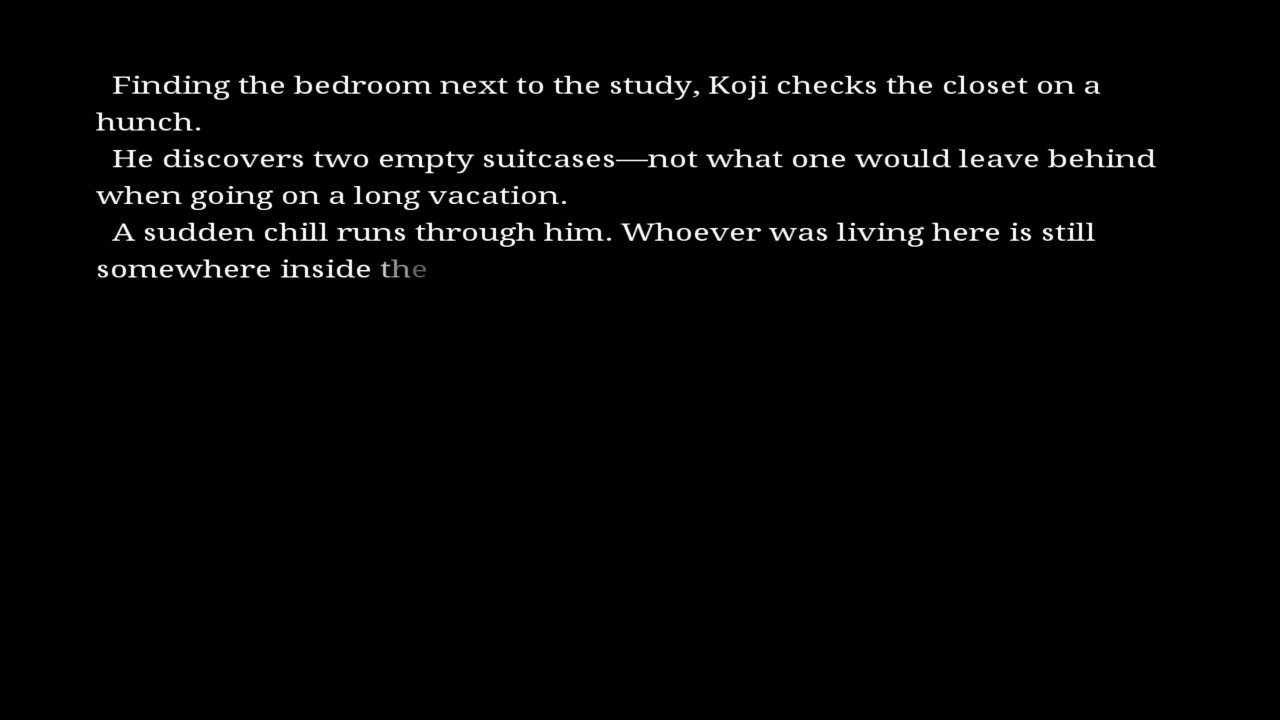 Finding the bedroom next to the study, Koji checks the closet on a
hunch.
He discovers two empty suitcases—not what one would leave behind
when going on a long vacation.
A sudden chill runs through him. Whoever was living here is still
somewhere inside the